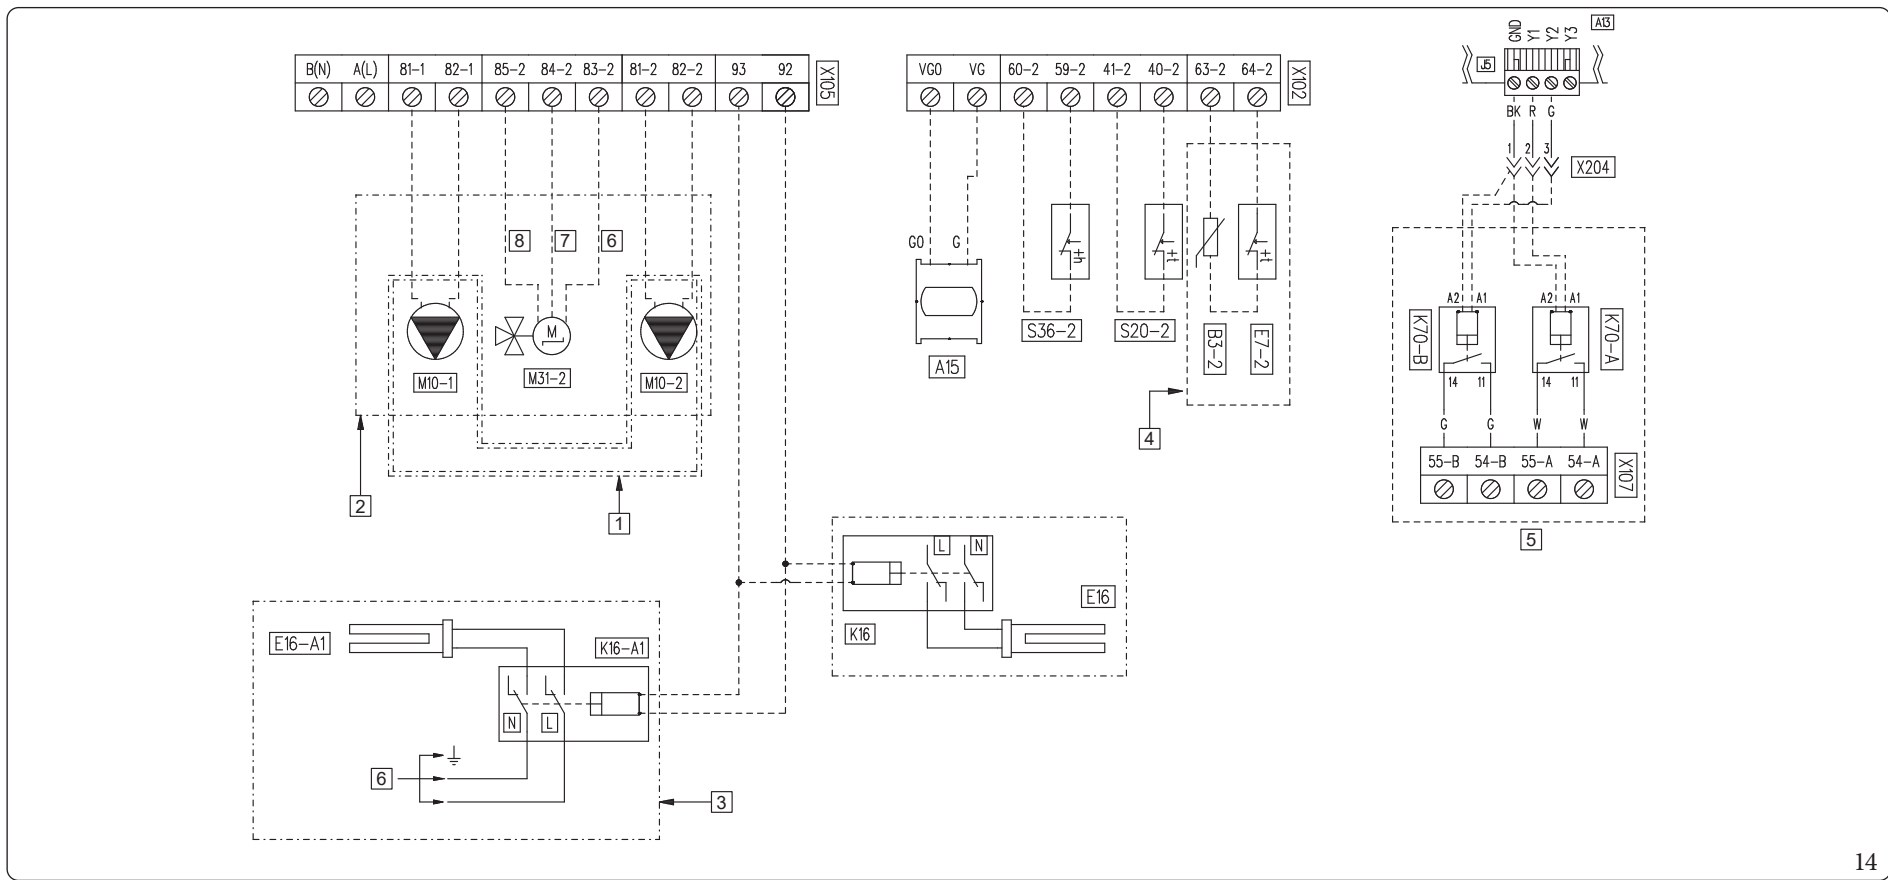 B(N) A(L) 81-1 82-1 85-2 84-2 83-2 81-2 82-2 93 92
X105
8 7 6
M
M10-1
M31-2
M10-2
2
1
VG0 VG 60-2 59-2 41-2 40-2 63-2 64-2
X102
G0 G
A15
th
S36-2
+t
S20-2
+t
B3-2
E7-2
4
A13
GND Y1 Y2 Y3
J5
BK R G
1 2 3
X204
A2 A1
K70-B
14 11
A2 A1
K70-A
14 11
G G W W
55-B 54-B 55-A 54-A
X107
5
L N
E16
K16
E16-A1
K16-A1
N L
6
3
14